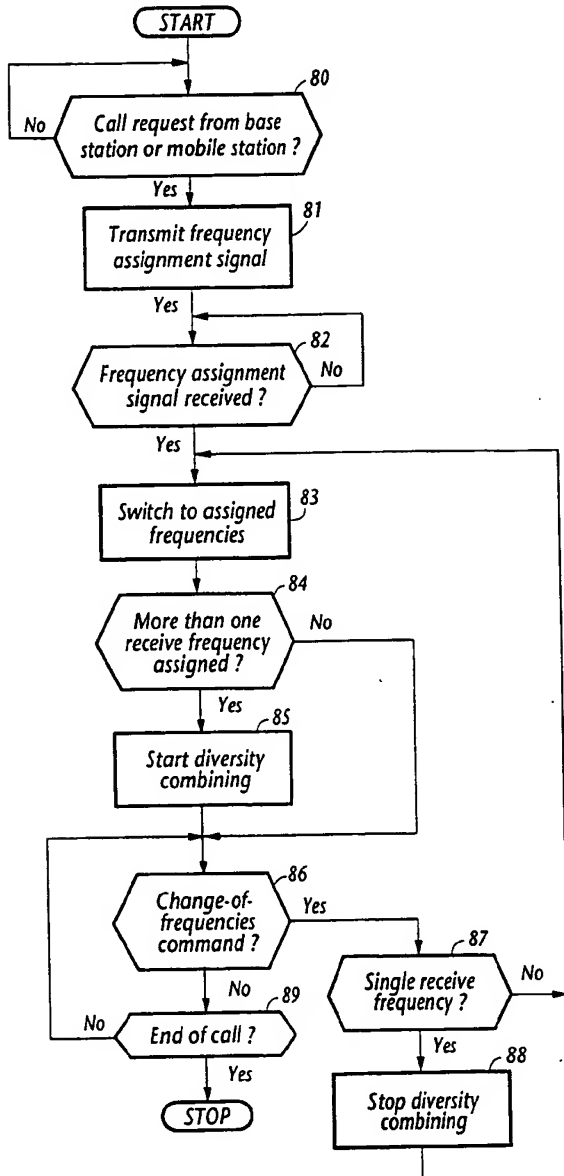 START
80
Call request from base
station or mobile station ?
No
Yes
81
Transmit frequency
assignment signal
Yes
82
Frequency assignment
signal received ?
No
Yes
83
Switch to assigned
frequencies
84
More than one
receive frequency
assigned ?
No
Yes
85
Start diversity
combining
86
Change-of-
frequencies
command ?
Yes
No
87
Single receive
frequency ?
No
Yes
88
Stop diversity
combining
89
End of call ?
No
Yes
STOP